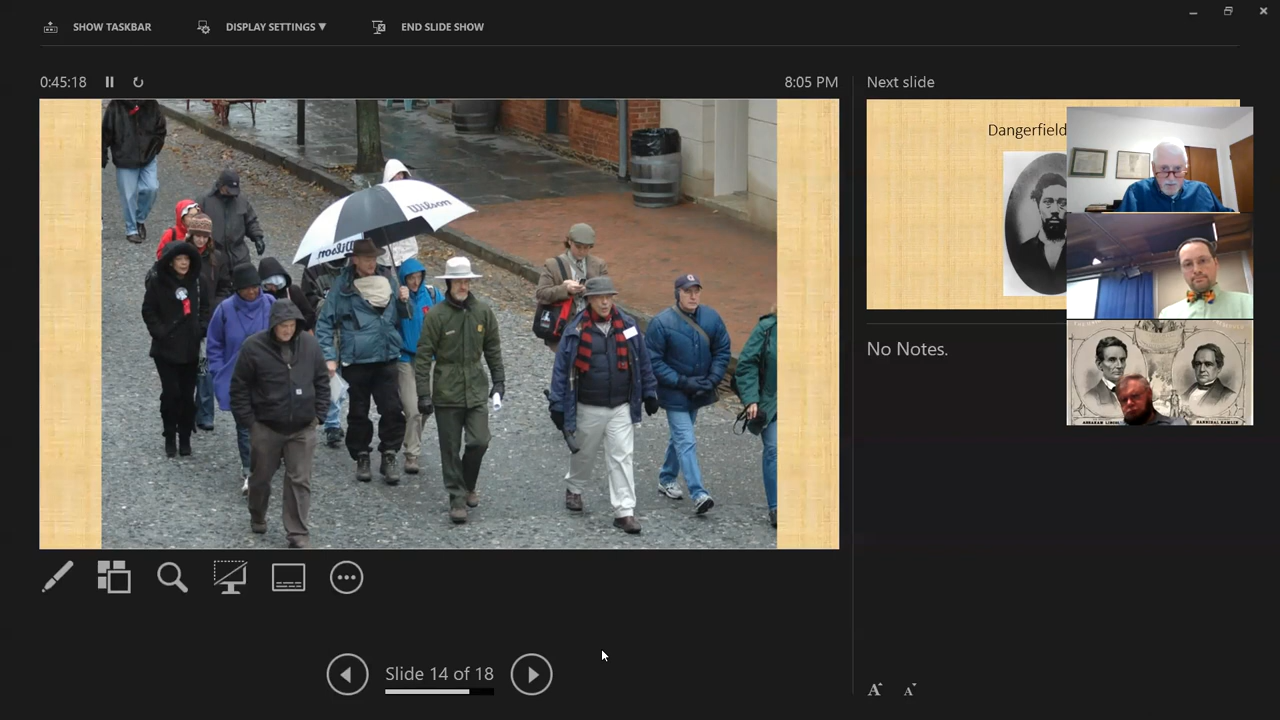 SHOW TASKBAR
DISPLAY SETTINGS ▼
END SLIDE SHOW
0:45:18
8:05 PM
Next slide
Wilson
Wilson
Dangerfield
No Notes.
ABRAHAM LINCOL
HANNIBAL HAMLIN
Slide 14 of 18
A
A